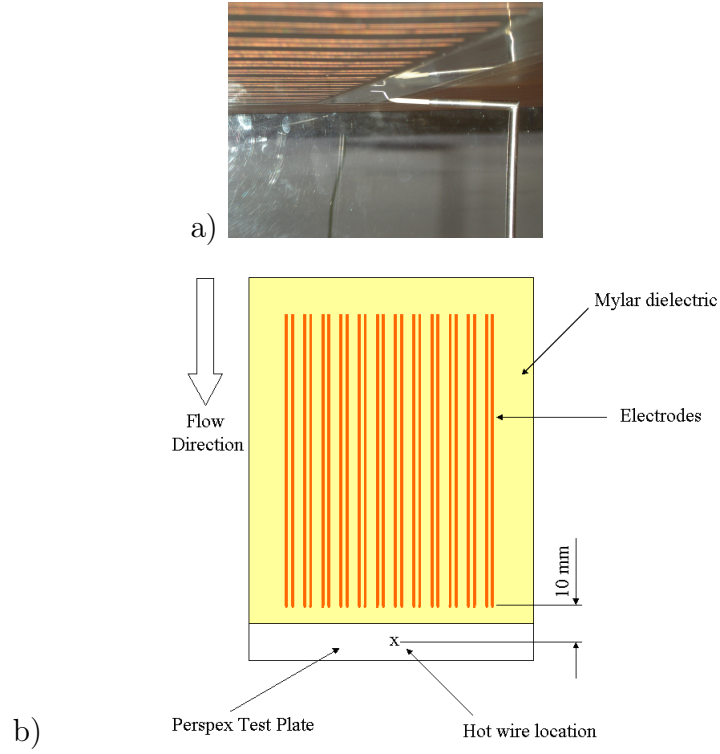 a)
Mylar dielectric
Flow
Direction
Electrodes
10 mm
x
Perspex Test Plate
Hot wire location
b)